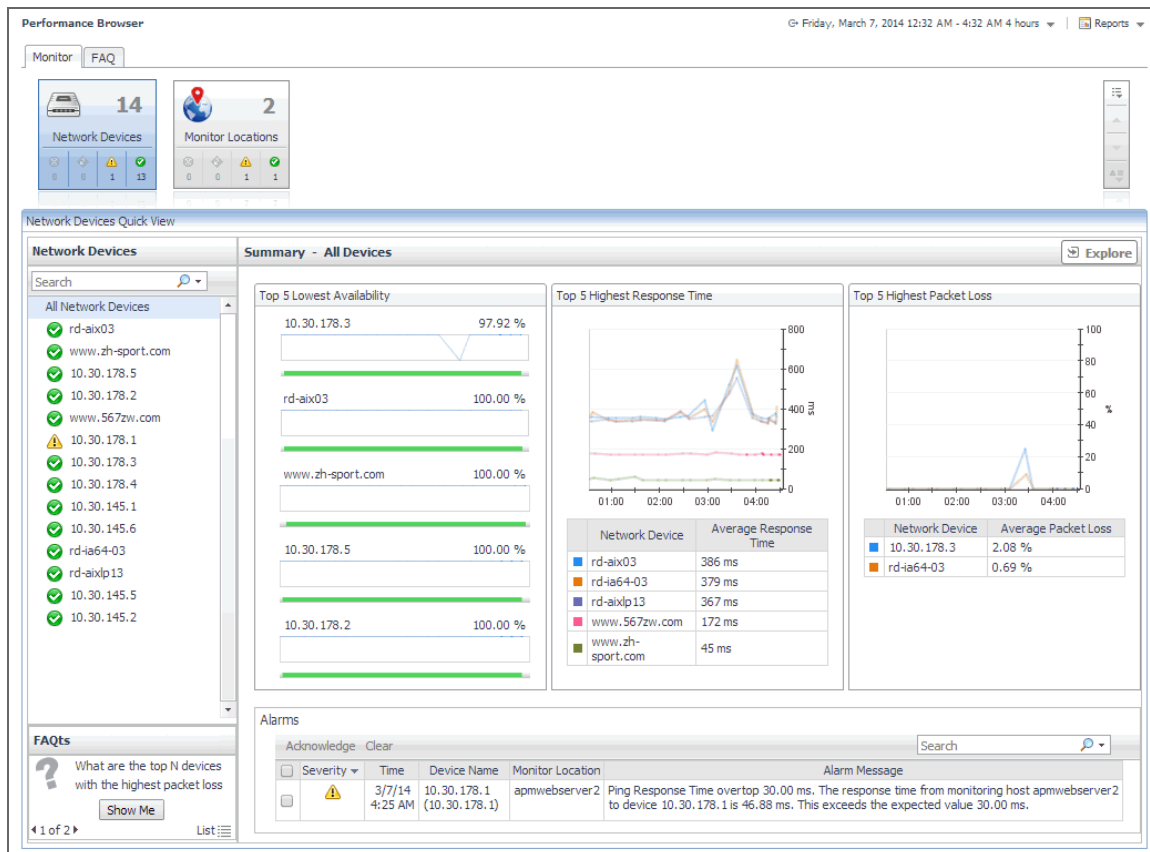 Performance Browser
Friday, March 7, 2014 12:32 AM - 4:32 AM 4 hours
Reports
Monitor
FAQ
14
Network Devices
0 0 1 13
2
Monitor Locations
0 0 1 1
Network Devices Quick View
Network Devices
Search
All Network Devices
rd-aix03
www.zh-sport.com
10.30.178.5
10.30.178.2
www.567zw.com
10.30.178.1
10.30.178.3
10.30.178.4
10.30.145.1
10.30.145.6
rd-ia64-03
rd-aixlp13
10.30.145.5
10.30.145.2
FAQts
?
What are the top N devices
with the highest packet loss
Show Me
1 of 2
List
Summary - All Devices
Explore
Top 5 Lowest Availability
10.30.178.3 97.92 %
rd-aix03 100.00 %
www.zh-sport.com 100.00 %
10.30.178.5 100.00 %
10.30.178.2 100.00 %
Top 5 Highest Response Time
800
600
400
200
0
ms
01:00 02:00 03:00 04:00
Network Device Average Response
Time
rd-aix03 386 ms
rd-ia64-03 379 ms
rd-aixlp13 367 ms
www.567zw.com 172 ms
www.zh-
sport.com 45 ms
Top 5 Highest Packet Loss
100
80
60
40
20
0
%
01:00 02:00 03:00 04:00
Network Device Average Packet Loss
10.30.178.3 2.08 %
rd-ia64-03 0.69 %
Alarms
Acknowledge Clear
Search
Severity Time Device Name Monitor Location Alarm Message
3/7/14 10.30.178.1 apmwebserver2 Ping Response Time overtop 30.00 ms. The response time from monitoring host apmwebserver2
4:25 AM (10.30.178.1) to device 10.30.178.1 is 46.88 ms. This exceeds the expected value 30.00 ms.